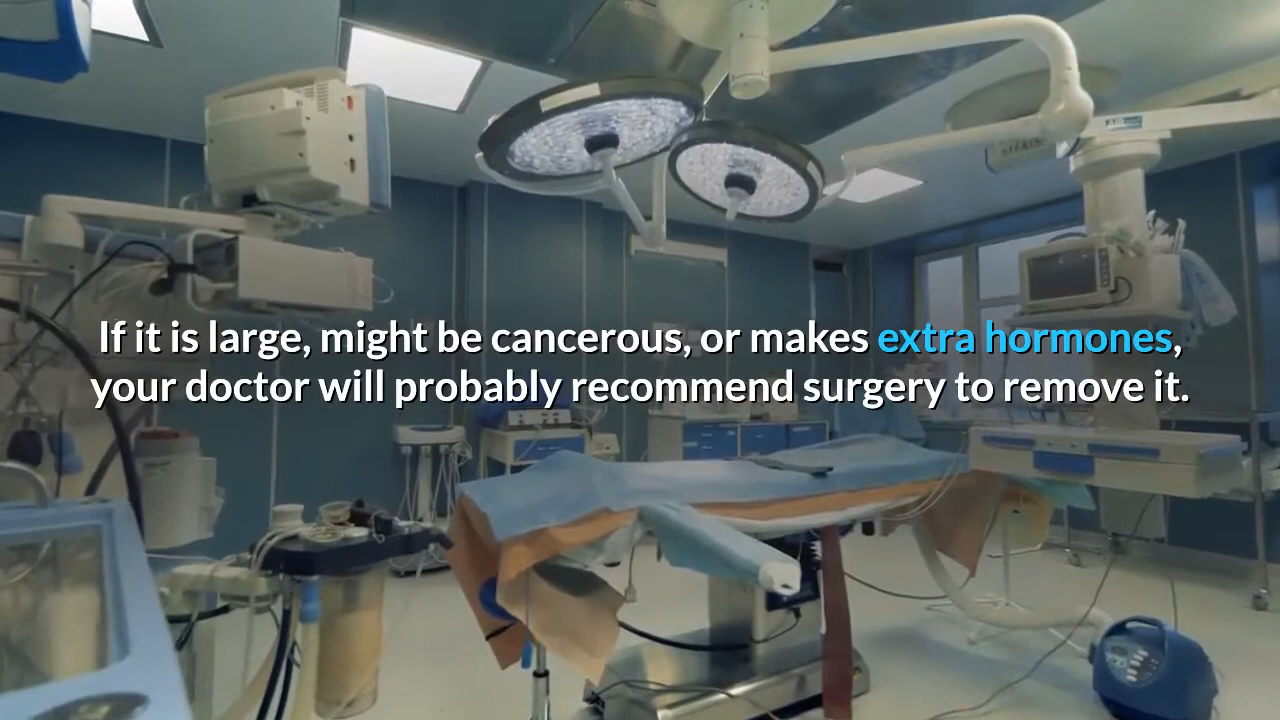 If it is large, might be cancerous, or makes extra hormones,
your doctor will probably recommend surgery to remove it.